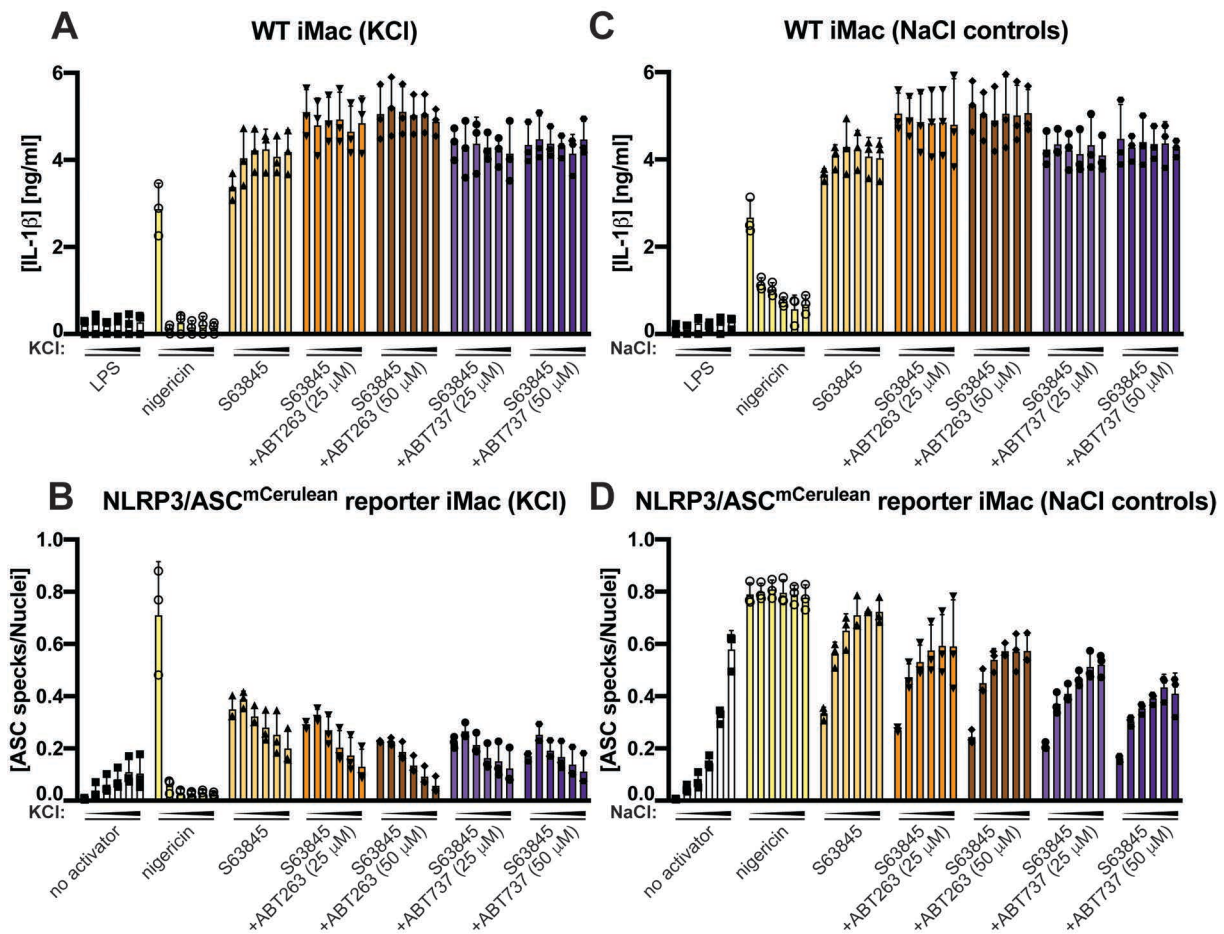 A
WT iMac (KCl)
[IL-1β] [ng/ml]
6
4
2
0
KCl:
LPS
nigericin
S63845
S63845
+ABT263 (25 μM)
S63845
+ABT263 (50 μM)
S63845
+ABT737 (25 μM)
S63845
+ABT737 (50 μM)
C
WT iMac (NaCl controls)
[IL-1β] [ng/ml]
6
4
2
0
NaCl:
LPS
nigericin
S63845
S63845
+ABT263 (25 μM)
S63845
+ABT263 (50 μM)
S63845
+ABT737 (25 μM)
S63845
+ABT737 (50 μM)
B
NLRP3/ASCmCerulean reporter iMac (KCl)
[ASC specks/Nuclei]
1.0
0.8
0.6
0.4
0.2
0.0
KCl:
no activator
nigericin
S63845
S63845
+ABT263 (25 μM)
S63845
+ABT263 (50 μM)
S63845
+ABT737 (25 μM)
S63845
+ABT737 (50 μM)
D
NLRP3/ASCmCerulean reporter iMac (NaCl controls)
[ASC specks/Nuclei]
1.0
0.8
0.6
0.4
0.2
0.0
NaCl:
no activator
nigericin
S63845
S63845
+ABT263 (25 μM)
S63845
+ABT263 (50 μM)
S63845
+ABT737 (25 μM)
S63845
+ABT737 (50 μM)